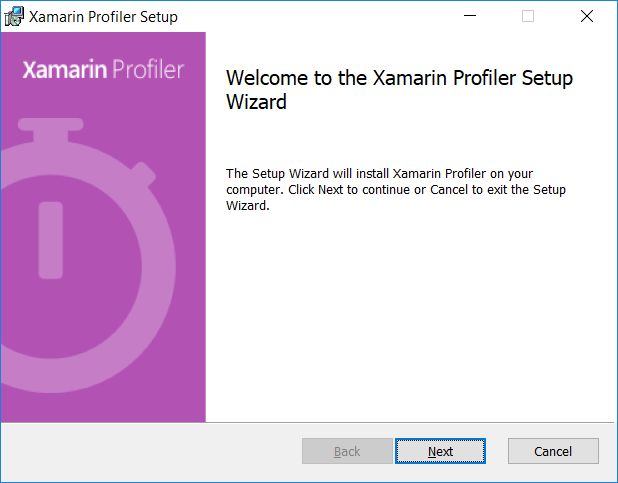 Xamarin Profiler Setup
Xamarin Profiler
Welcome to the Xamarin Profiler Setup
Wizard
The Setup Wizard will install Xamarin Profiler on your
computer. Click Next to continue or Cancel to exit the Setup
Wizard.
Back
Next
Cancel